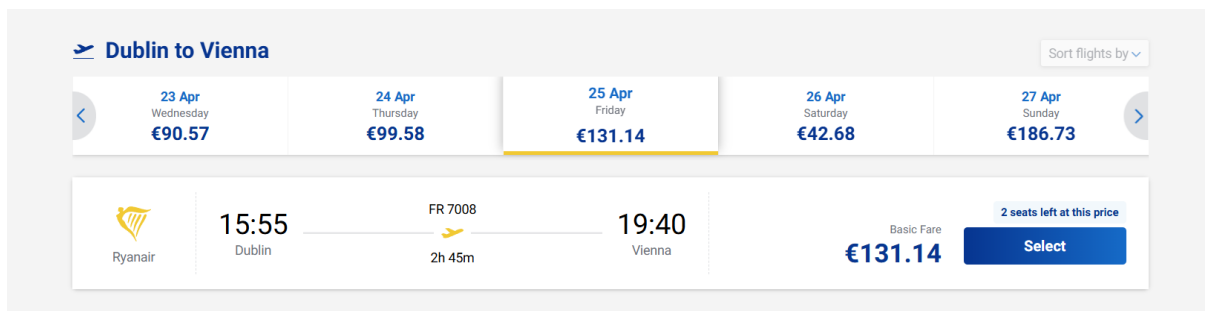 Dublin to Vienna
Sort flights by
23 Apr
Wednesday
€90.57
24 Apr
Thursday
€99.58
25 Apr
Friday
€131.14
26 Apr
Saturday
€42.68
27 Apr
Sunday
€186.73
Ryanair
15:55
Dublin
FR 7008
2h 45m
19:40
Vienna
Basic Fare
€131.14
2 seats left at this price
Select